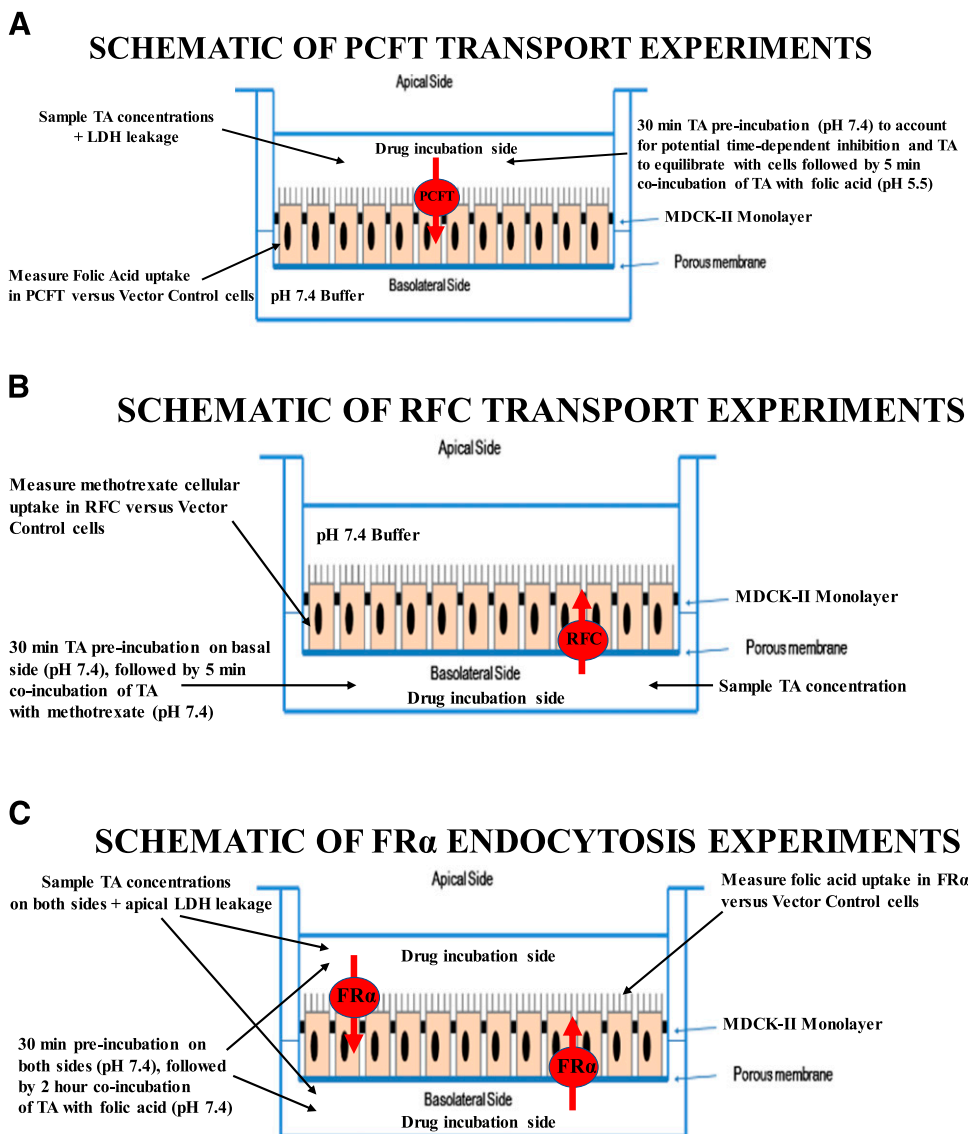 A
SCHEMATIC OF PCFT TRANSPORT EXPERIMENTS
Apical Side
Sample TA concentrations
+ LDH leakage
Drug incubation side
30 min TA pre-incubation (pH 7.4) to account
for potential time-dependent inhibition and TA
to equilibrate with cells followed by 5 min
co-incubation of TA with folic acid (pH 5.5)
PCFT
MDCK-II Monolayer
Porous membrane
Measure Folic Acid uptake
in PCFT versus Vector Control cells
pH 7.4 Buffer
Basolateral Side
B
SCHEMATIC OF RFC TRANSPORT EXPERIMENTS
Apical Side
Measure methotrexate cellular
uptake in RFC versus Vector
Control cells
pH 7.4 Buffer
MDCK-II Monolayer
RFC
Porous membrane
30 min TA pre-incubation on basal
side (pH 7.4), followed by 5 min
co-incubation of TA
with methotrexate (pH 7.4)
Basolateral Side
Drug incubation side
Sample TA concentration
C
SCHEMATIC OF FRα ENDOCYTOSIS EXPERIMENTS
Apical Side
Sample TA concentrations
on both sides + apical LDH leakage
Measure folic acid uptake in FRα
versus Vector Control cells
Drug incubation side
FRα
MDCK-II Monolayer
30 min pre-incubation on
both sides (pH 7.4), followed
by 2 hour co-incubation
of TA with folic acid (pH 7.4)
FRα
Porous membrane
Basolateral Side
Drug incubation side